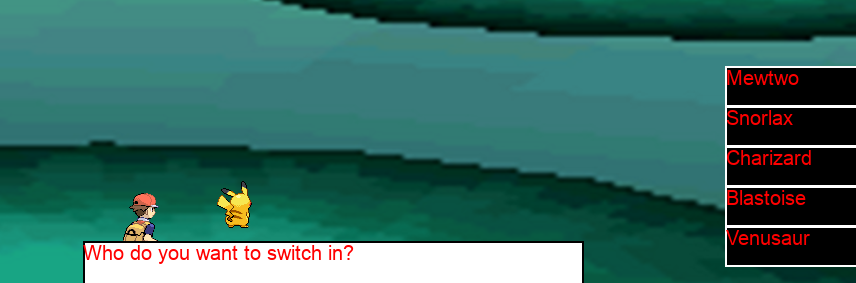 Mewtwo
Snorlax
Charizard
Blastoise
Venusaur
Who do you want to switch in?